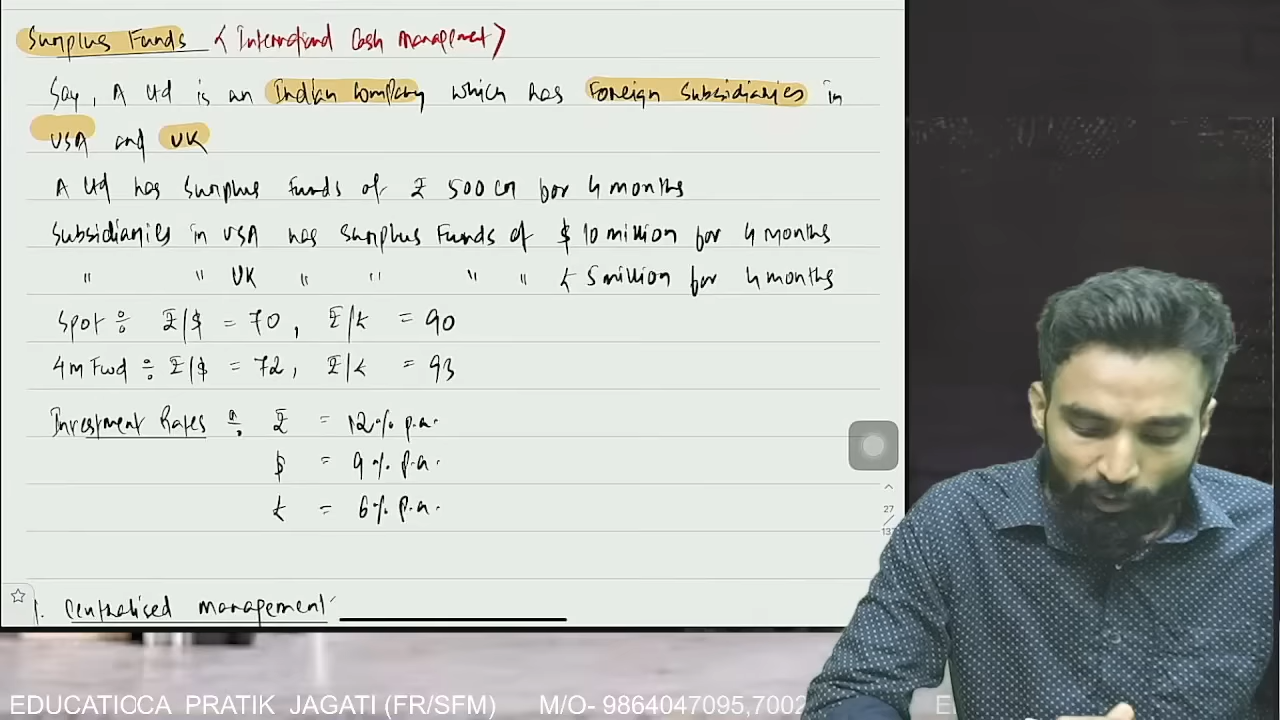 Surplus Funds < International Cash Management >
Say, A Ltd is an Indian Company which has Foreign Subsidiaries in
USA and UK
A Ltd has surplus funds of ₹ 500 cr for 4 months
Subsidiaries in USA has surplus Funds of $ 10 million for 4 months
" " UK " " " " £ 5 million for 4 months
Spot ÷ ₹/$ = 70, ₹/£ = 90
4m Fwd ÷ ₹/$ = 72, ₹/£ = 93
Investment Rates ÷ ₹ = 12% p.a.
$ = 9% p.a.
£ = 6% p.a.
1. Centralised management
27
/
EDUCATICCA PRATIK JAGATI (FR/SFM) M/O- 9864047095,7002